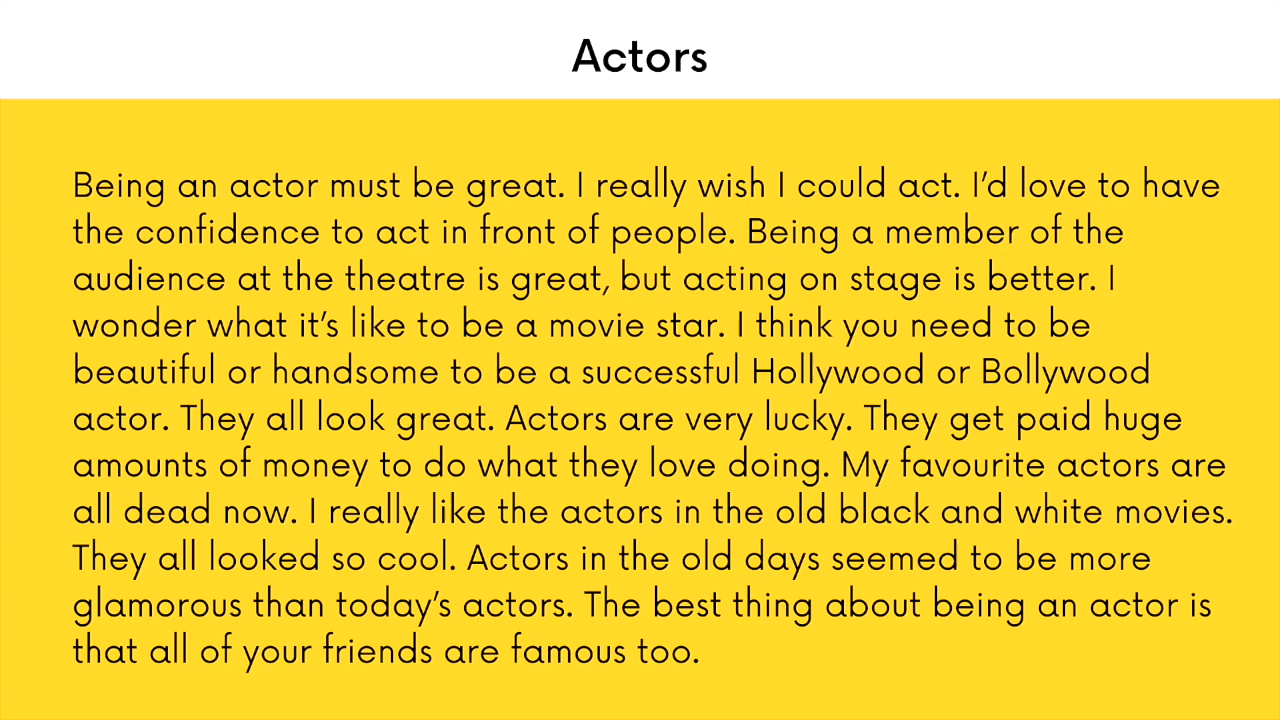 Actors
Being an actor must be great. I really wish I could act. I’d love to have
the confidence to act in front of people. Being a member of the
audience at the theatre is great, but acting on stage is better. I
wonder what it’s like to be a movie star. I think you need to be
beautiful or handsome to be a successful Hollywood or Bollywood
actor. They all look great. Actors are very lucky. They get paid huge
amounts of money to do what they love doing. My favourite actors are
all dead now. I really like the actors in the old black and white movies.
They all looked so cool. Actors in the old days seemed to be more
glamorous than today’s actors. The best thing about being an actor is
that all of your friends are famous too.